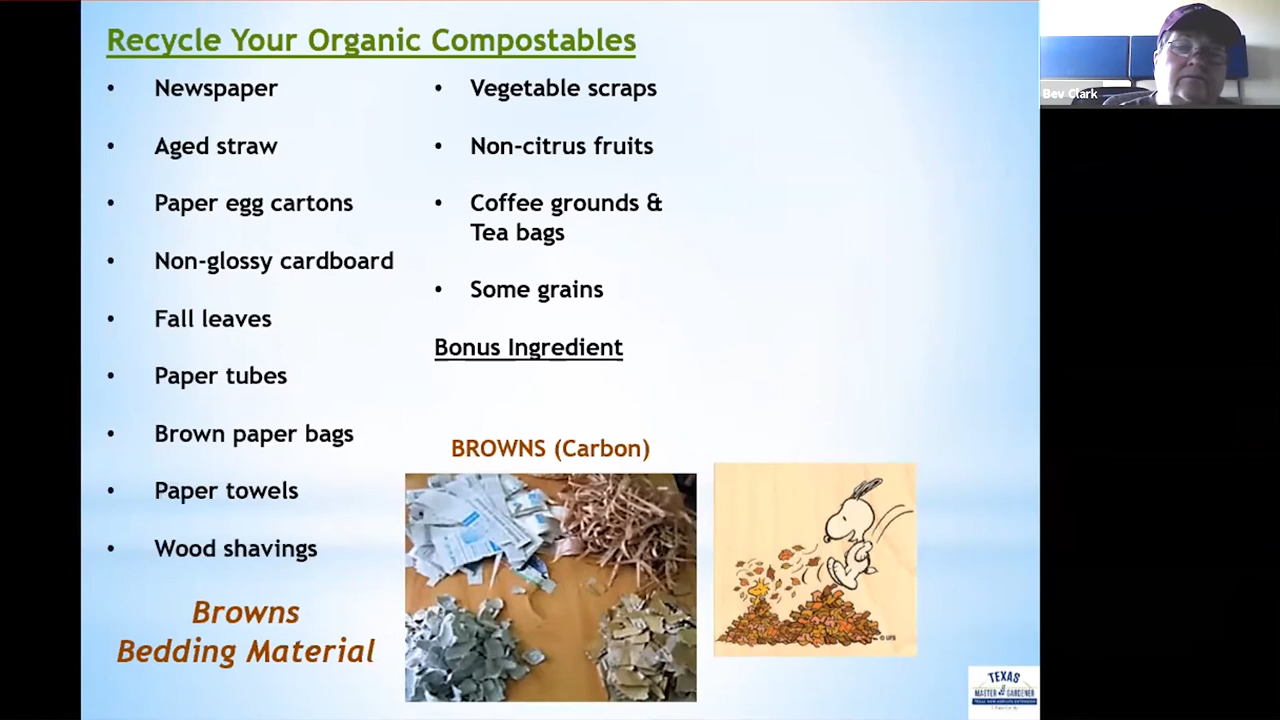 Recycle Your Organic Compostables
• Newspaper
• Aged straw
• Paper egg cartons
• Non-glossy cardboard
• Fall leaves
• Paper tubes
• Brown paper bags
• Paper towels
• Wood shavings
Browns
Bedding Material
• Vegetable scraps
• Non-citrus fruits
• Coffee grounds &
Tea bags
• Some grains
Bonus Ingredient
BROWNS (Carbon)
© UFS
TEXAS
MASTER GARDENER
Bev Clark